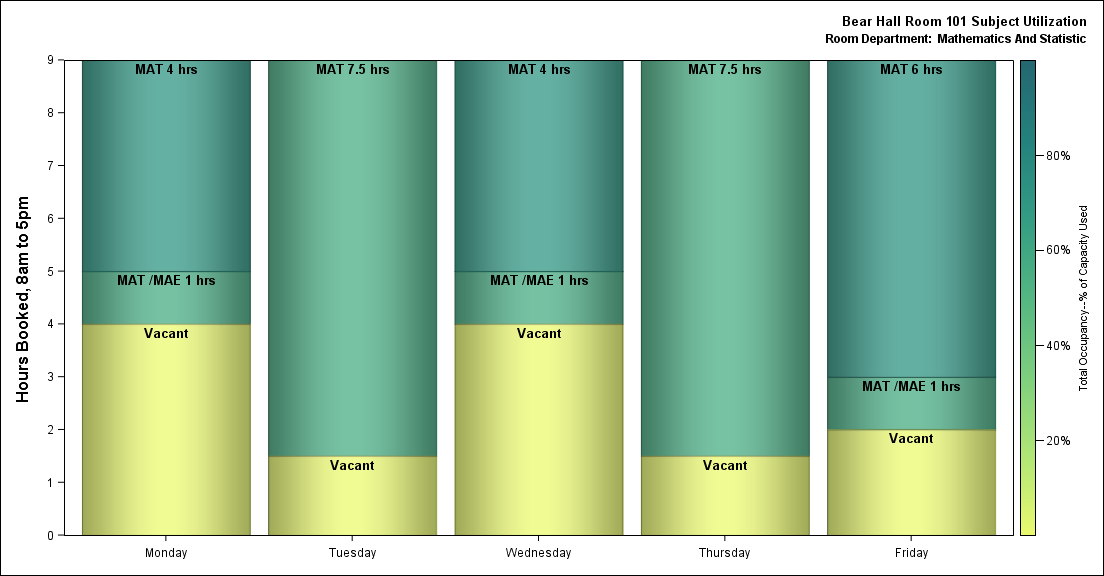 Bear Hall Room 101 Subject Utilization
Room Department: Mathematics And Statistic
Hours Booked, 8am to 5pm
9
8
7
6
5
4
3
2
1
0
MAT 4 hrs
MAT /MAE 1 hrs
Vacant
Monday
MAT 7.5 hrs
Vacant
Tuesday
MAT 4 hrs
MAT /MAE 1 hrs
Vacant
Wednesday
MAT 7.5 hrs
Vacant
Thursday
MAT 6 hrs
MAT /MAE 1 hrs
Vacant
Friday
80%
60%
40%
20%
Total Occupancy--% of Capacity Used